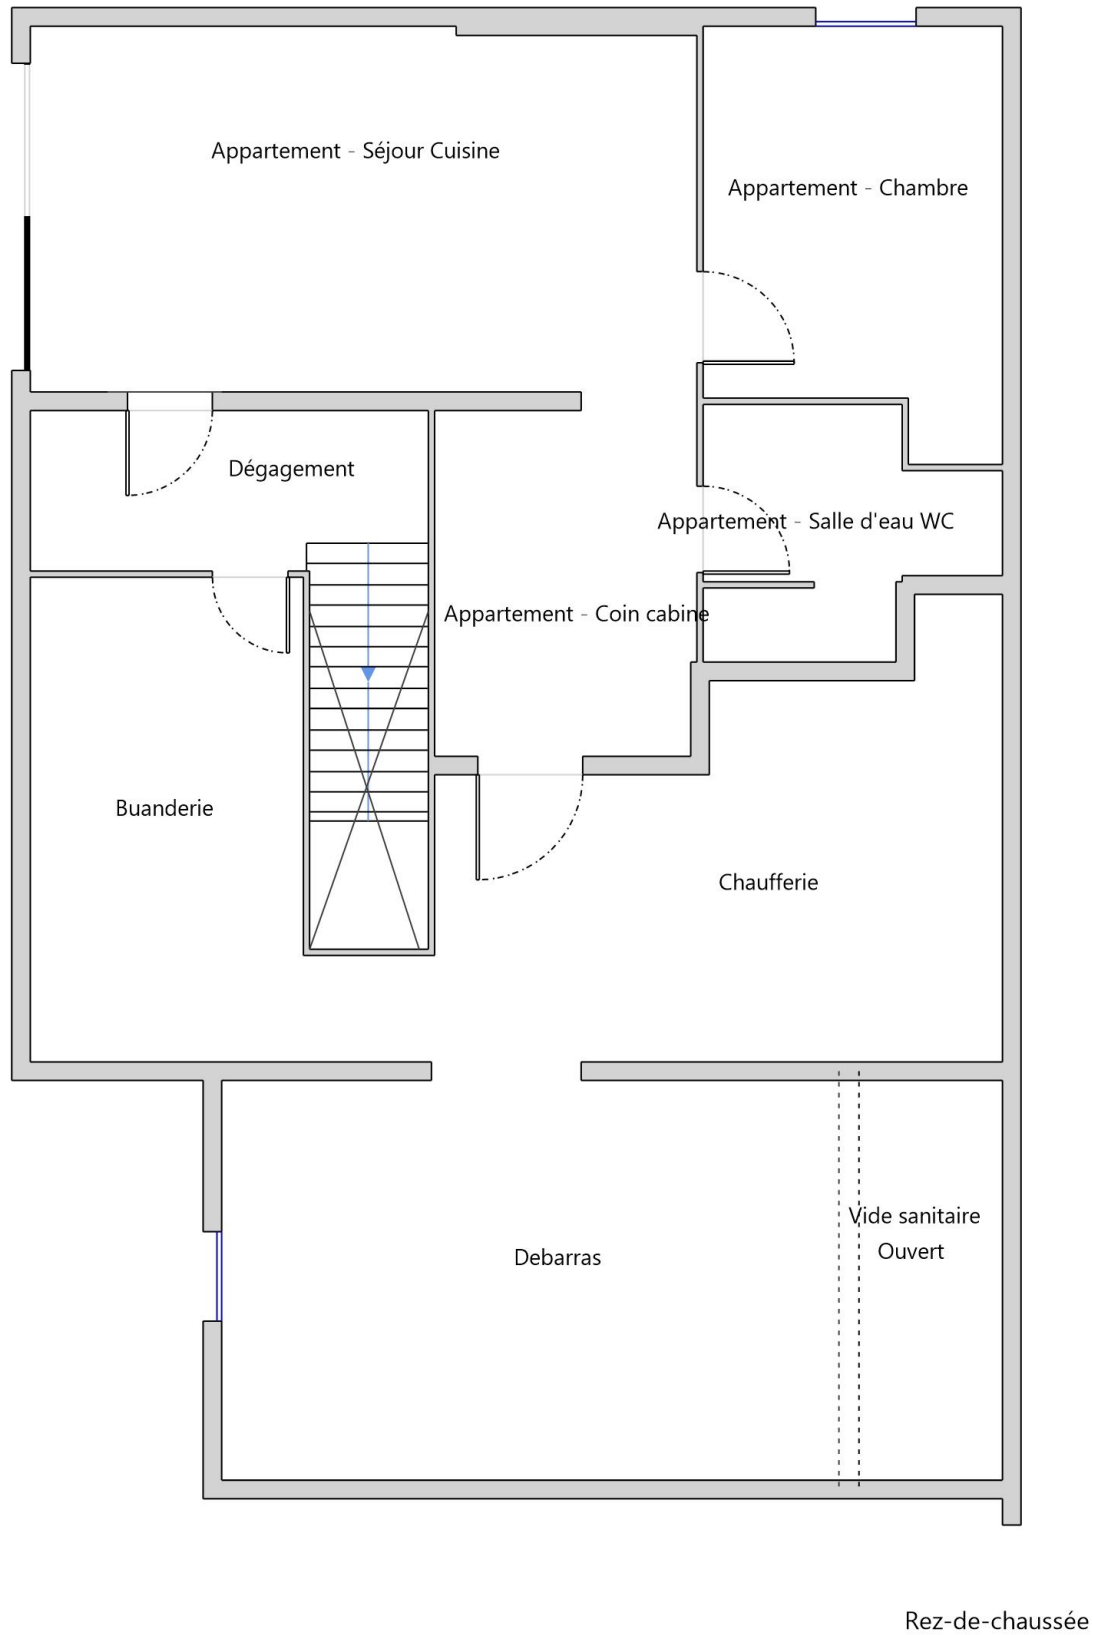 Appartement - Séjour Cuisine
Appartement - Chambre
Dégagement
Appartement - Salle d'eau WC
Appartement - Coin cabine
Buanderie
Chaufferie
Vide sanitaire
Ouvert
Debarras
Rez-de-chaussée